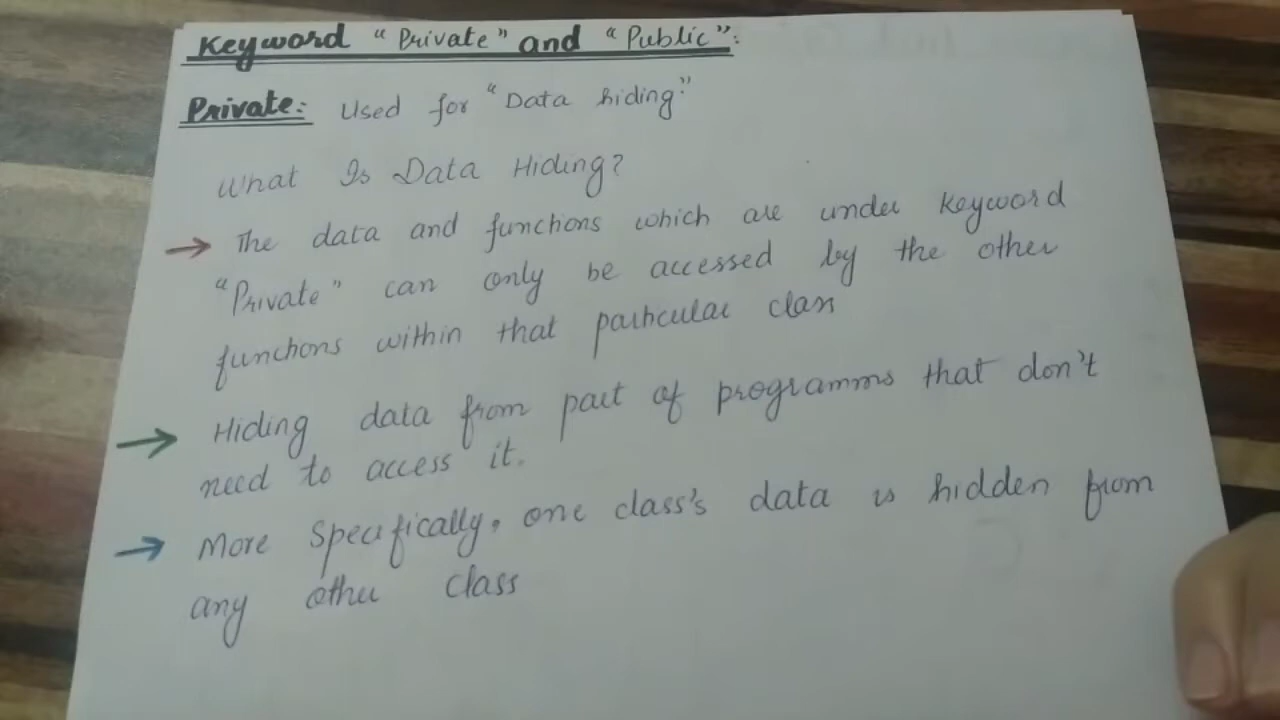 Keyword "Private" and "Public":
Private: Used for "Data hiding"
What Is Data Hiding?
→ The data and functions which are under keyword
"Private" can only be accessed by the other
functions within that particular class
→ Hiding data from part of programms that don't
need to access it.
→ More Specifically, one class's data is hidden from
any other class